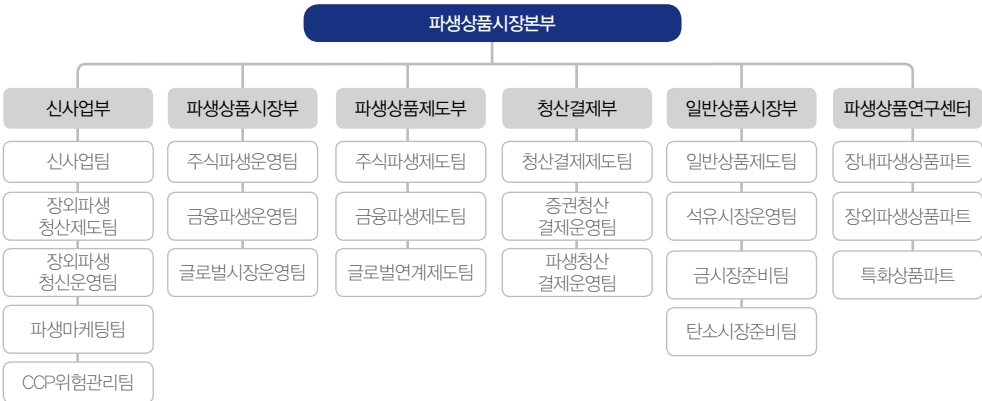 파생상품시장본부
신사업부
파생상품시장부
파생상품제도부
청산결제부
일반상품시장부
파생상품연구센터
신사업팀
주식파생운영팀
주식파생제도팀
청산결제제도팀
일반상품제도팀
장내파생상품파트
장외파생
청산제도팀
금융파생운영팀
금융파생제도팀
증권청산
결제운영팀
석유시장운영팀
장외파생상품파트
장외파생
청신운영팀
글로벌시장운영팀
글로벌연계제도팀
파생청산
결제운영팀
금시장준비팀
특화상품파트
파생마케팅팀
탄소시장준비팀
CCP위험관리팀